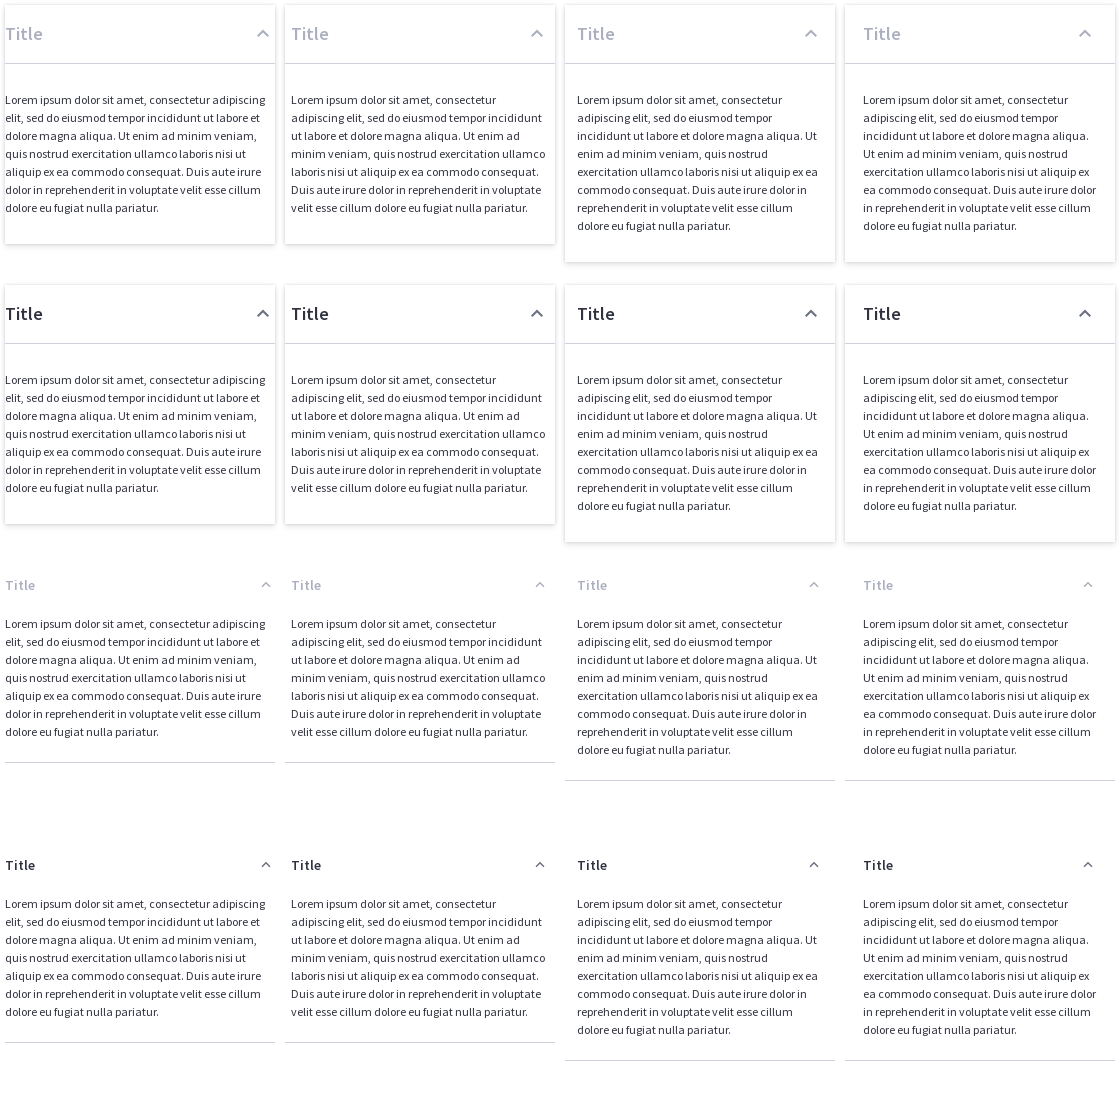 Title
Lorem ipsum dolor sit amet, consectetur adipiscing
elit, sed do eiusmod tempor incididunt ut labore et
dolore magna aliqua. Ut enim ad minim veniam,
quis nostrud exercitation ullamco laboris nisi ut
aliquip ex ea commodo consequat. Duis aute irure
dolor in reprehenderit in voluptate velit esse cillum
dolore eu fugiat nulla pariatur.
Title
Lorem ipsum dolor sit amet, consectetur
adipiscing elit, sed do eiusmod tempor incididunt
ut labore et dolore magna aliqua. Ut enim ad
minim veniam, quis nostrud exercitation ullamco
laboris nisi ut aliquip ex ea commodo consequat.
Duis aute irure dolor in reprehenderit in voluptate
velit esse cillum dolore eu fugiat nulla pariatur.
Title
Lorem ipsum dolor sit amet, consectetur
adipiscing elit, sed do eiusmod tempor
incididunt ut labore et dolore magna aliqua. Ut
enim ad minim veniam, quis nostrud
exercitation ullamco laboris nisi ut aliquip ex ea
commodo consequat. Duis aute irure dolor in
reprehenderit in voluptate velit esse cillum
dolore eu fugiat nulla pariatur.
Title
Lorem ipsum dolor sit amet, consectetur
adipiscing elit, sed do eiusmod tempor
incididunt ut labore et dolore magna aliqua.
Ut enim ad minim veniam, quis nostrud
exercitation ullamco laboris nisi ut aliquip ex
ea commodo consequat. Duis aute irure dolor
in reprehenderit in voluptate velit esse cillum
dolore eu fugiat nulla pariatur.
Title
Lorem ipsum dolor sit amet, consectetur adipiscing
elit, sed do eiusmod tempor incididunt ut labore et
dolore magna aliqua. Ut enim ad minim veniam,
quis nostrud exercitation ullamco laboris nisi ut
aliquip ex ea commodo consequat. Duis aute irure
dolor in reprehenderit in voluptate velit esse cillum
dolore eu fugiat nulla pariatur.
Title
Lorem ipsum dolor sit amet, consectetur
adipiscing elit, sed do eiusmod tempor incididunt
ut labore et dolore magna aliqua. Ut enim ad
minim veniam, quis nostrud exercitation ullamco
laboris nisi ut aliquip ex ea commodo consequat.
Duis aute irure dolor in reprehenderit in voluptate
velit esse cillum dolore eu fugiat nulla pariatur.
Title
Lorem ipsum dolor sit amet, consectetur
adipiscing elit, sed do eiusmod tempor
incididunt ut labore et dolore magna aliqua. Ut
enim ad minim veniam, quis nostrud
exercitation ullamco laboris nisi ut aliquip ex ea
commodo consequat. Duis aute irure dolor in
reprehenderit in voluptate velit esse cillum
dolore eu fugiat nulla pariatur.
Title
Lorem ipsum dolor sit amet, consectetur
adipiscing elit, sed do eiusmod tempor
incididunt ut labore et dolore magna aliqua.
Ut enim ad minim veniam, quis nostrud
exercitation ullamco laboris nisi ut aliquip ex
ea commodo consequat. Duis aute irure dolor
in reprehenderit in voluptate velit esse cillum
dolore eu fugiat nulla pariatur.
Title
Lorem ipsum dolor sit amet, consectetur adipiscing
elit, sed do eiusmod tempor incididunt ut labore et
dolore magna aliqua. Ut enim ad minim veniam,
quis nostrud exercitation ullamco laboris nisi ut
aliquip ex ea commodo consequat. Duis aute irure
dolor in reprehenderit in voluptate velit esse cillum
dolore eu fugiat nulla pariatur.
Title
Lorem ipsum dolor sit amet, consectetur
adipiscing elit, sed do eiusmod tempor incididunt
ut labore et dolore magna aliqua. Ut enim ad
minim veniam, quis nostrud exercitation ullamco
laboris nisi ut aliquip ex ea commodo consequat.
Duis aute irure dolor in reprehenderit in voluptate
velit esse cillum dolore eu fugiat nulla pariatur.
Title
Lorem ipsum dolor sit amet, consectetur
adipiscing elit, sed do eiusmod tempor
incididunt ut labore et dolore magna aliqua. Ut
enim ad minim veniam, quis nostrud
exercitation ullamco laboris nisi ut aliquip ex ea
commodo consequat. Duis aute irure dolor in
reprehenderit in voluptate velit esse cillum
dolore eu fugiat nulla pariatur.
Title
Lorem ipsum dolor sit amet, consectetur
adipiscing elit, sed do eiusmod tempor
incididunt ut labore et dolore magna aliqua.
Ut enim ad minim veniam, quis nostrud
exercitation ullamco laboris nisi ut aliquip ex
ea commodo consequat. Duis aute irure dolor
in reprehenderit in voluptate velit esse cillum
dolore eu fugiat nulla pariatur.
Title
Lorem ipsum dolor sit amet, consectetur adipiscing
elit, sed do eiusmod tempor incididunt ut labore et
dolore magna aliqua. Ut enim ad minim veniam,
quis nostrud exercitation ullamco laboris nisi ut
aliquip ex ea commodo consequat. Duis aute irure
dolor in reprehenderit in voluptate velit esse cillum
dolore eu fugiat nulla pariatur.
Title
Lorem ipsum dolor sit amet, consectetur
adipiscing elit, sed do eiusmod tempor incididunt
ut labore et dolore magna aliqua. Ut enim ad
minim veniam, quis nostrud exercitation ullamco
laboris nisi ut aliquip ex ea commodo consequat.
Duis aute irure dolor in reprehenderit in voluptate
velit esse cillum dolore eu fugiat nulla pariatur.
Title
Lorem ipsum dolor sit amet, consectetur
adipiscing elit, sed do eiusmod tempor
incididunt ut labore et dolore magna aliqua. Ut
enim ad minim veniam, quis nostrud
exercitation ullamco laboris nisi ut aliquip ex ea
commodo consequat. Duis aute irure dolor in
reprehenderit in voluptate velit esse cillum
dolore eu fugiat nulla pariatur.
Title
Lorem ipsum dolor sit amet, consectetur
adipiscing elit, sed do eiusmod tempor
incididunt ut labore et dolore magna aliqua.
Ut enim ad minim veniam, quis nostrud
exercitation ullamco laboris nisi ut aliquip ex
ea commodo consequat. Duis aute irure dolor
in reprehenderit in voluptate velit esse cillum
dolore eu fugiat nulla pariatur.